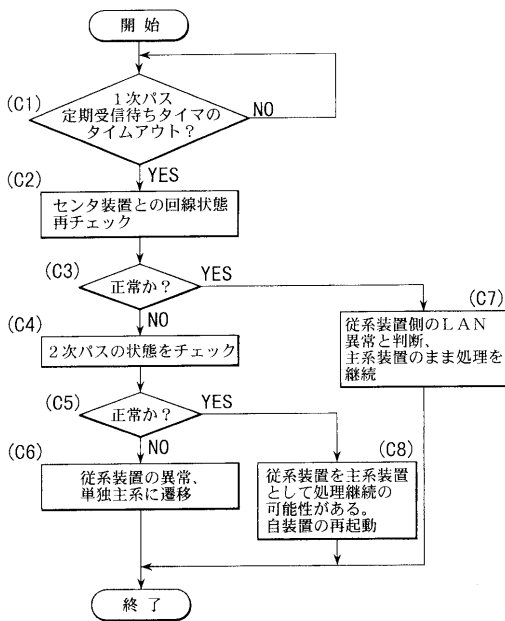 開始
(C1)
1次パス
定期受信待ちタイマの
タイムアウト?
NO
YES
(C2)
センタ装置との回線状態
再チェック
(C3)
正常か?
YES
NO
(C7)
従系装置側のLAN
異常と判断、
主系装置のまま処理を
継続
(C4)
2次パスの状態をチェック
(C5)
正常か?
YES
NO
(C6)
従系装置の異常、
単独主系に遷移
(C8)
従系装置を主系装置
として処理継続の
可能性がある。
自装置の再起動
終了